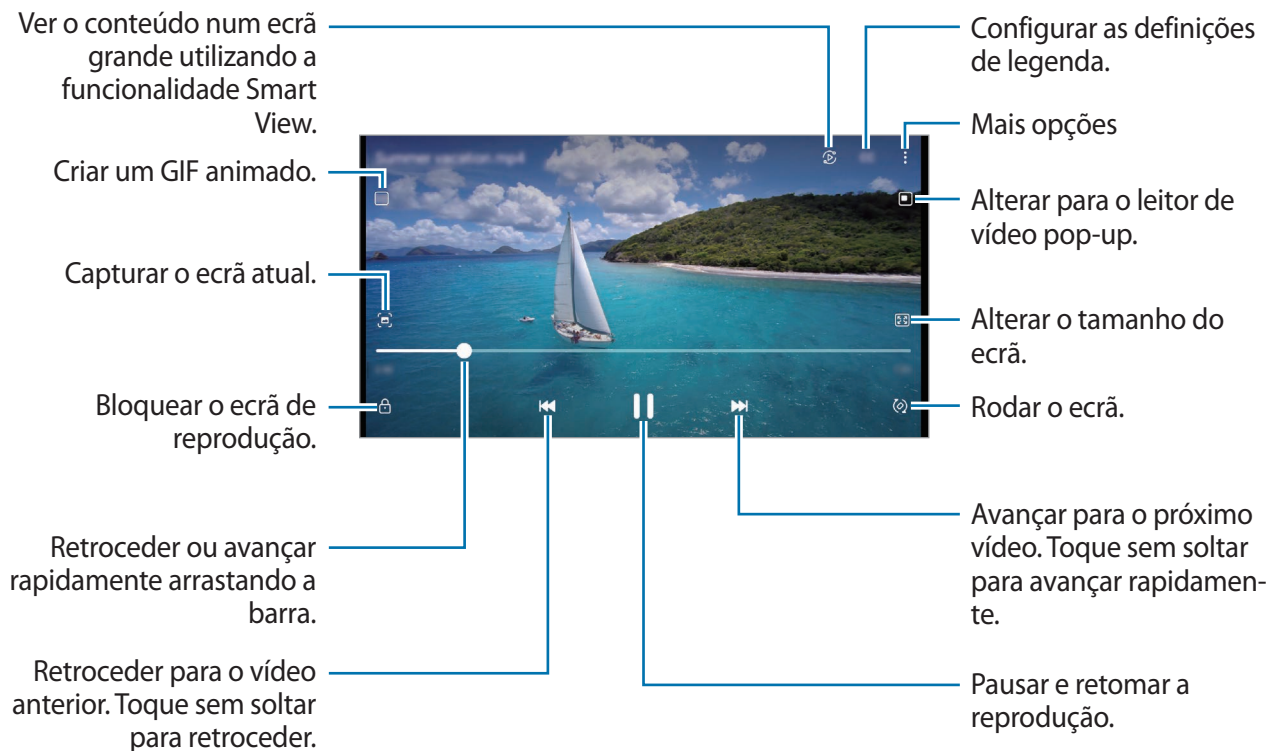 Ver o conteúdo num ecrã
grande utilizando a
funcionalidade Smart
View.
Criar um GIF animado.
Capturar o ecrã atual.
Bloquear o ecrã de
reprodução.
Retroceder ou avançar
rapidamente arrastando a
barra.
Retroceder para o vídeo
anterior. Toque sem soltar
para retroceder.
Configurar as definições
de legenda.
Mais opções
Alterar para o leitor de
vídeo pop-up.
Alterar o tamanho do
ecrã.
Rodar o ecrã.
Avançar para o próximo
vídeo. Toque sem soltar
para avançar rapidamen-
te.
Pausar e retomar a
reprodução.